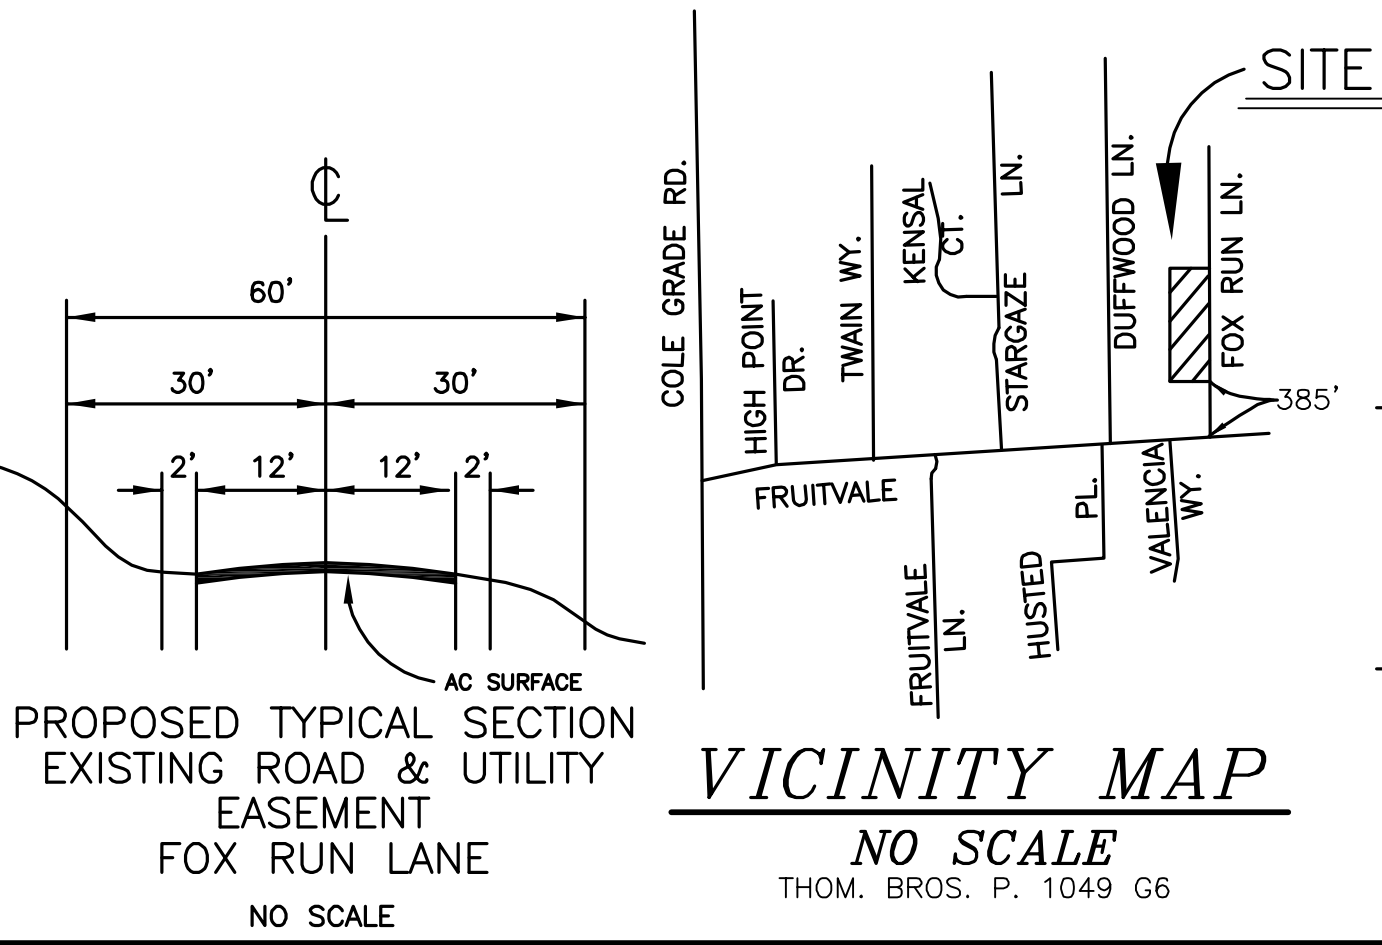 ℄
60'
30' 30'
2' 12' 12' 2'
AC SURFACE
PROPOSED TYPICAL SECTION
EXISTING ROAD & UTILITY
EASEMENT
FOX RUN LANE
NO SCALE
SITE
COLE GRADE RD.
HIGH POINT
DR.
TWAIN WY.
KENSAL
CT.
STARGAZE LN.
DUFFWOOD LN.
FOX RUN LN.
385'
FRUITVALE
FRUITVALE
LN.
HUSTED PL.
VALENCIA
WY.
VICINITY MAP
NO SCALE
THOM. BROS. P. 1049 G6